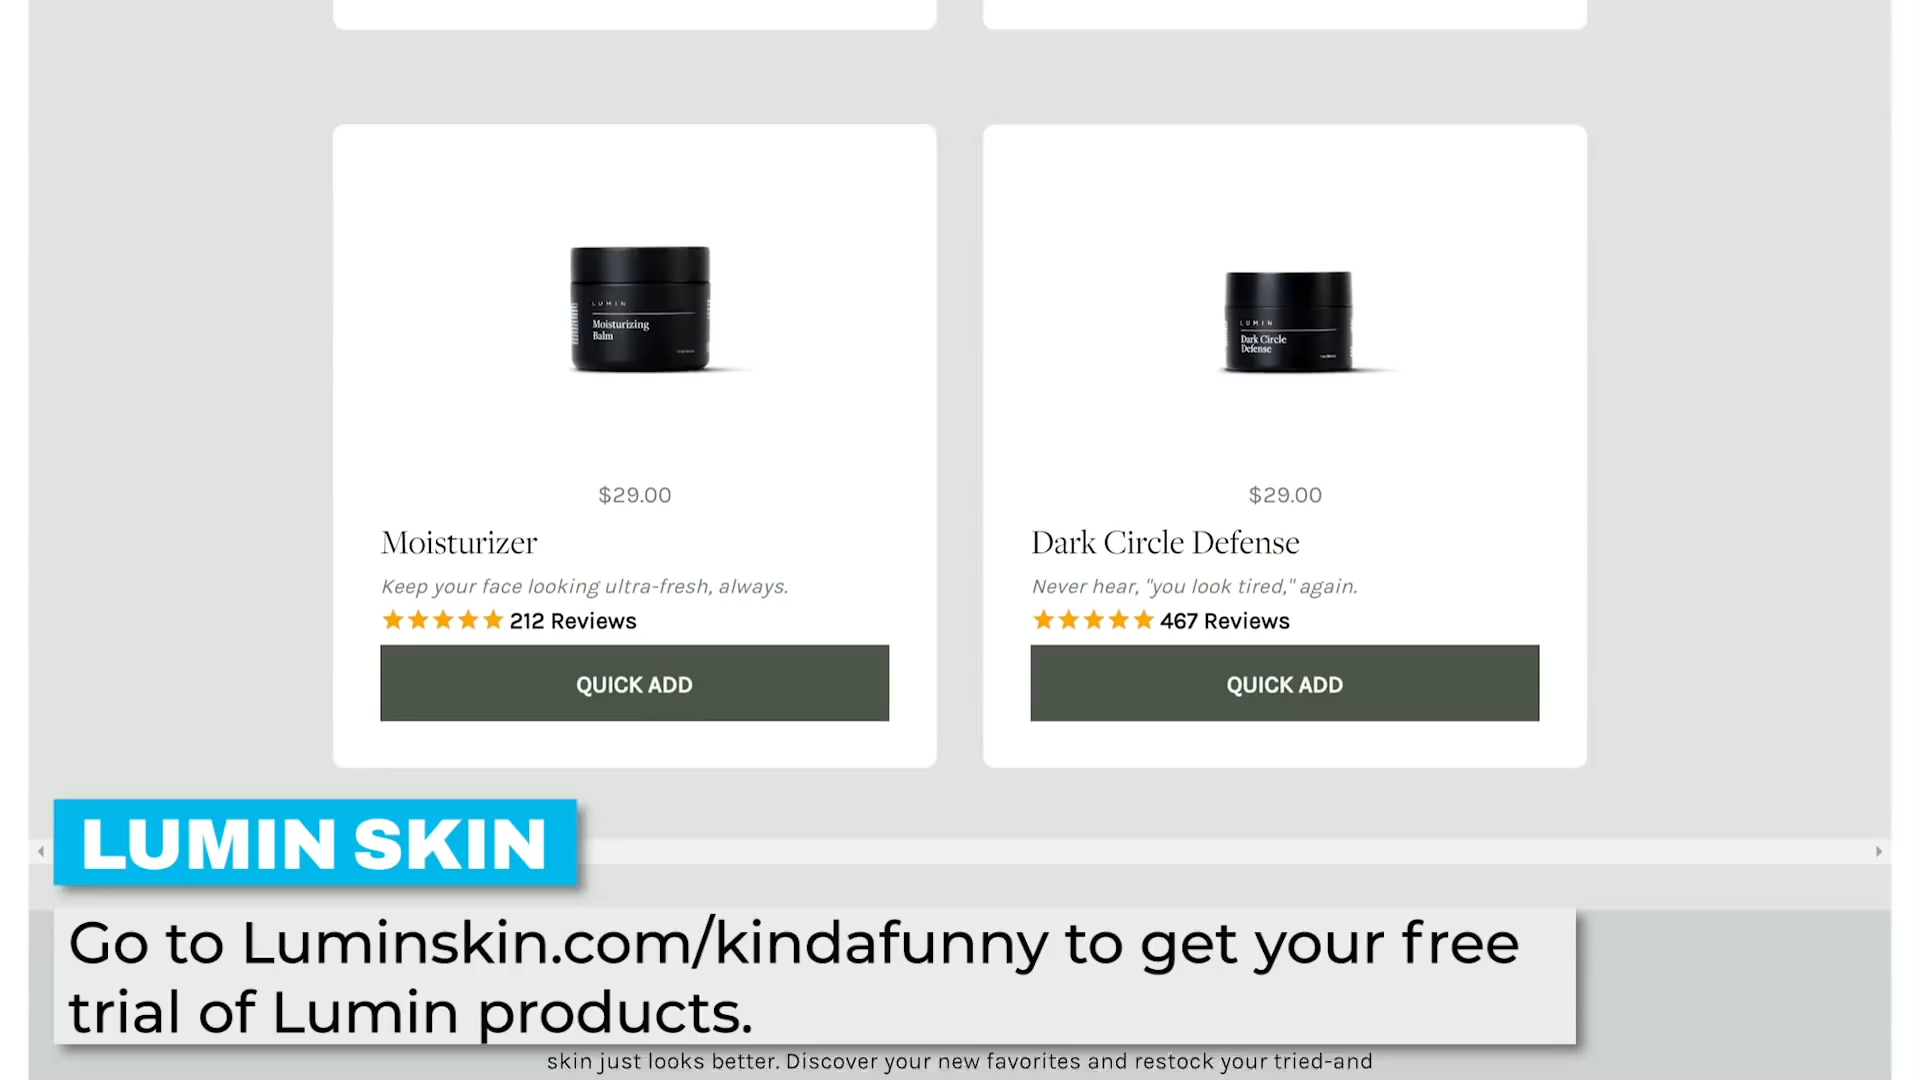 LUMIN
Moisturizing
Balm
LUMIN
Dark Circle
Defense
$29.00
$29.00
Moisturizer
Dark Circle Defense
Keep your face looking ultra-fresh, always.
Never hear, "you look tired," again.
212 Reviews
467 Reviews
QUICK ADD
QUICK ADD
LUMIN SKIN
Go to Luminskin.com/kindafunny to get your free
trial of Lumin products.
skin just looks better. Discover your new favorites and restock your tried-and